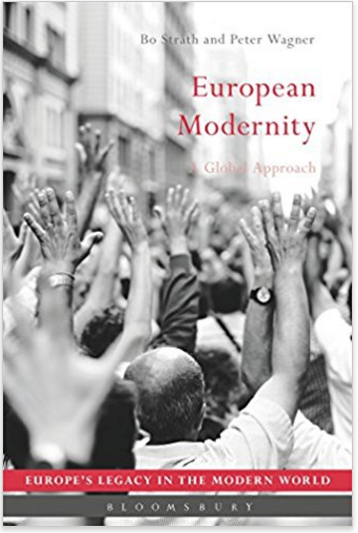 Bo Stråth and Peter Wagner
European
Modernity
A Global Approach
EUROPE'S LEGACY IN THE MODERN WORLD
BLOOMSBURY